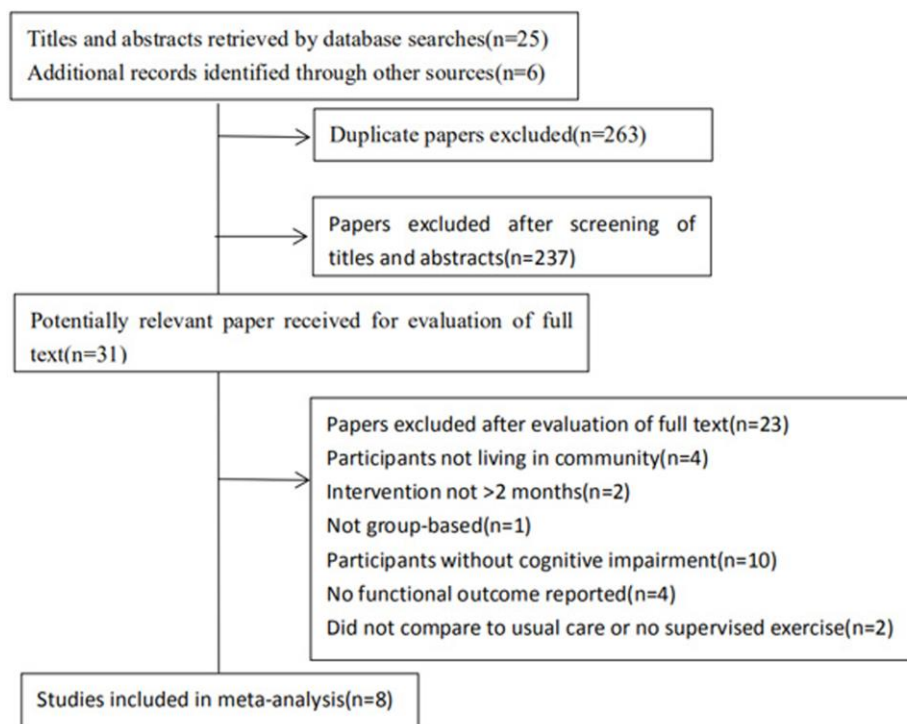 Titles and abstracts retrieved by database searches(n=25)
Additional records identified through other sources(n=6)
Duplicate papers excluded(n=263)
Papers excluded after screening of
titles and abstracts(n=237)
Potentially relevant paper received for evaluation of full
text(n=31)
Papers excluded after evaluation of full text(n=23)
Participants not living in community(n=4)
Intervention not >2 months(n=2)
Not group-based(n=1)
Participants without cognitive impairment(n=10)
No functional outcome reported(n=4)
Did not compare to usual care or no supervised exercise(n=2)
Studies included in meta-analysis(n=8)